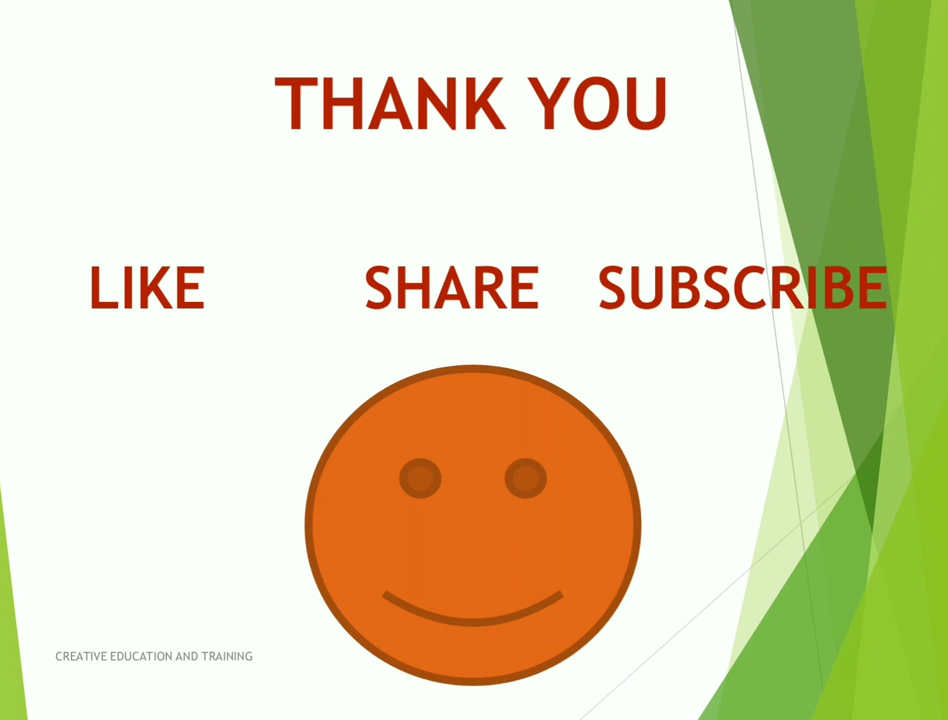 THANK YOU
LIKE SHARE SUBSCRIBE
CREATIVE EDUCATION AND TRAINING